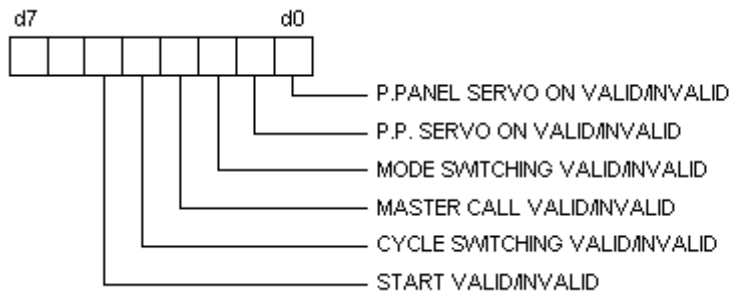 d7 d0
P.PANEL SERVO ON VALID/INVALID
P.P. SERVO ON VALID/INVALID
MODE SWITCHING VALID/INVALID
MASTER CALL VALID/INVALID
CYCLE SWITCHING VALID/INVALID
START VALID/INVALID